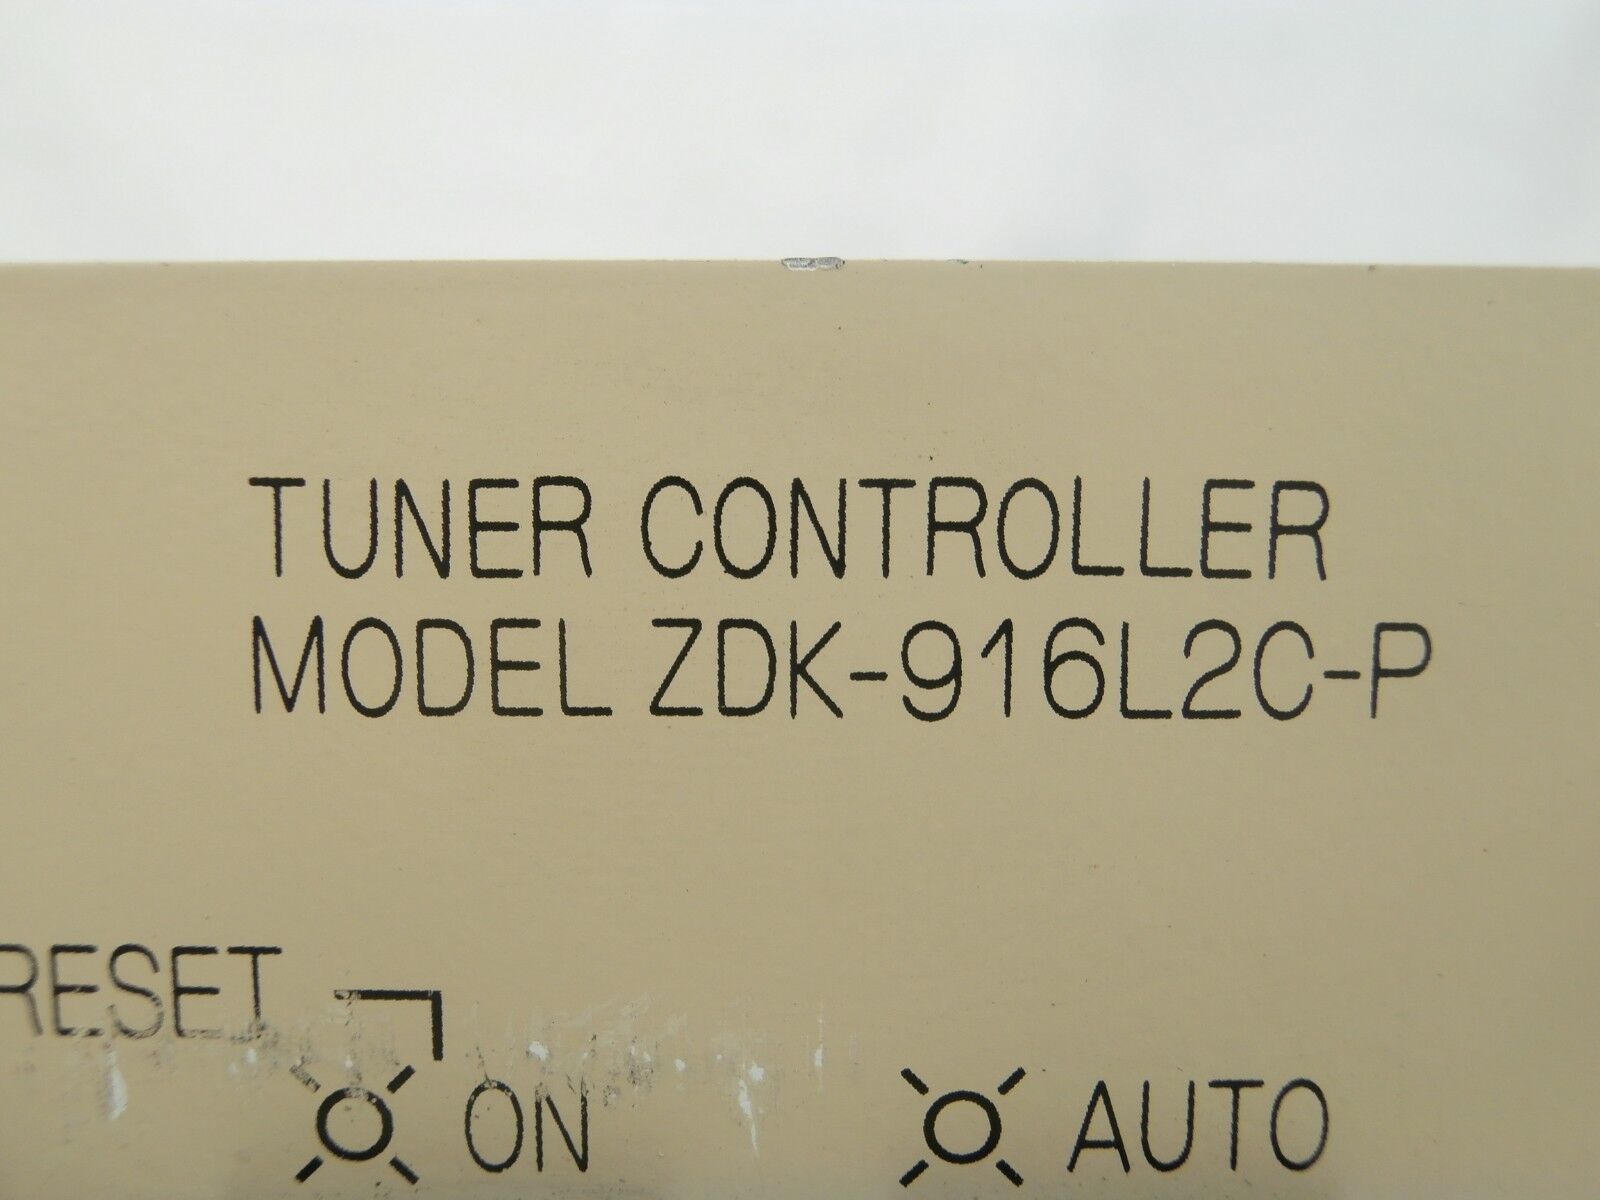 TUNER CONTROLLER
MODEL ZDK-916L2C-P
RESET
ON AUTO